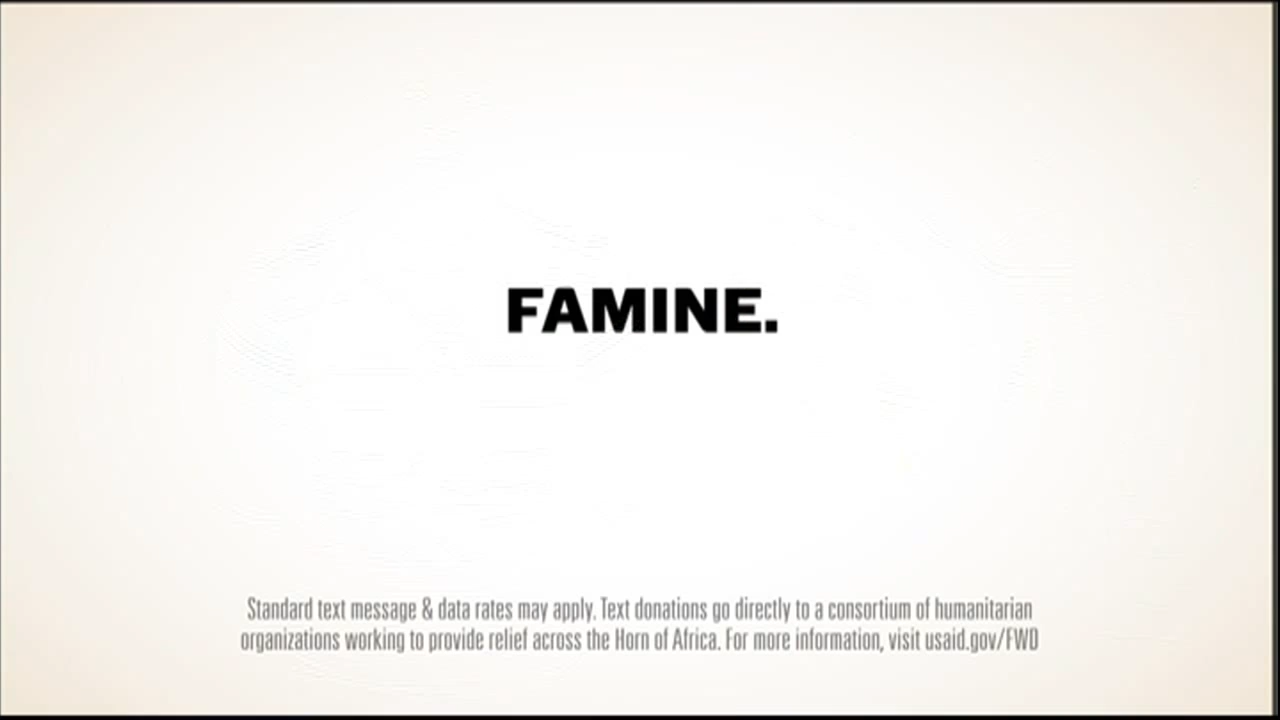 FAMINE.
Standard text message & data rates may apply. Text donations go directly to a consortium of humanitarian
organizations working to provide relief across the Horn of Africa. For more information, visit usaid.gov/FWD